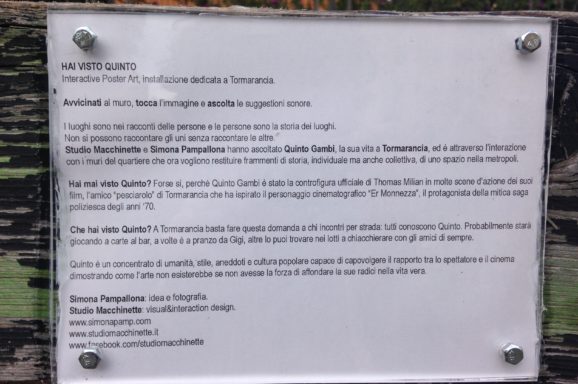 HAI VISTO QUINTO
Interactive Poster Art, installazione dedicata a Tormarancia.
Avvicinati al muro, tocca l'immagine e ascolta le suggestioni sonore.
I luoghi sono nei racconti delle persone e le persone sono la storia dei luoghi.
Non si possono raccontare gli uni senza raccontare le altre.
Studio Macchinette e Simona Pampallona hanno ascoltato Quinto Gambi, la sua vita a Tormarancia, ed è attraverso l'interazione
con i muri del quartiere che ora vogliono restituire frammenti di storia, individuale ma anche collettiva, di uno spazio nella metropoli.
Hai mai visto Quinto? Forse si, perchè Quinto Gambi è stato la controfigura ufficiale di Thomas Milian in molte scene d'azione dei suoi
film, l'amico "pesciarolo" di Tormarancia che ha ispirato il personaggio cinematografico "Er Monnezza", il protagonista della mitica saga
poliziesca degli anni '70.
Che hai visto Quinto? A Tormarancia basta fare questa domanda a chi incontri per strada: tutti conoscono Quinto. Probabilmente starà
giocando a carte al bar, a volte è a pranzo da Gigi, altre lo puoi trovare nei lotti a chiacchierare con gli amici di sempre.
Quinto è un concentrato di umanità, stile, aneddoti e cultura popolare capace di capovolgere il rapporto tra lo spettatore e il cinema
dimostrando come l'arte non esisterebbe se non avesse la forza di affondare le sue radici nella vita vera.
Simona Pampallona: idea e fotografia.
Studio Macchinette: visual&interaction design.
www.simonapamp.com
www.studiomacchinette.it
www.facebook.com/studiomacchinette